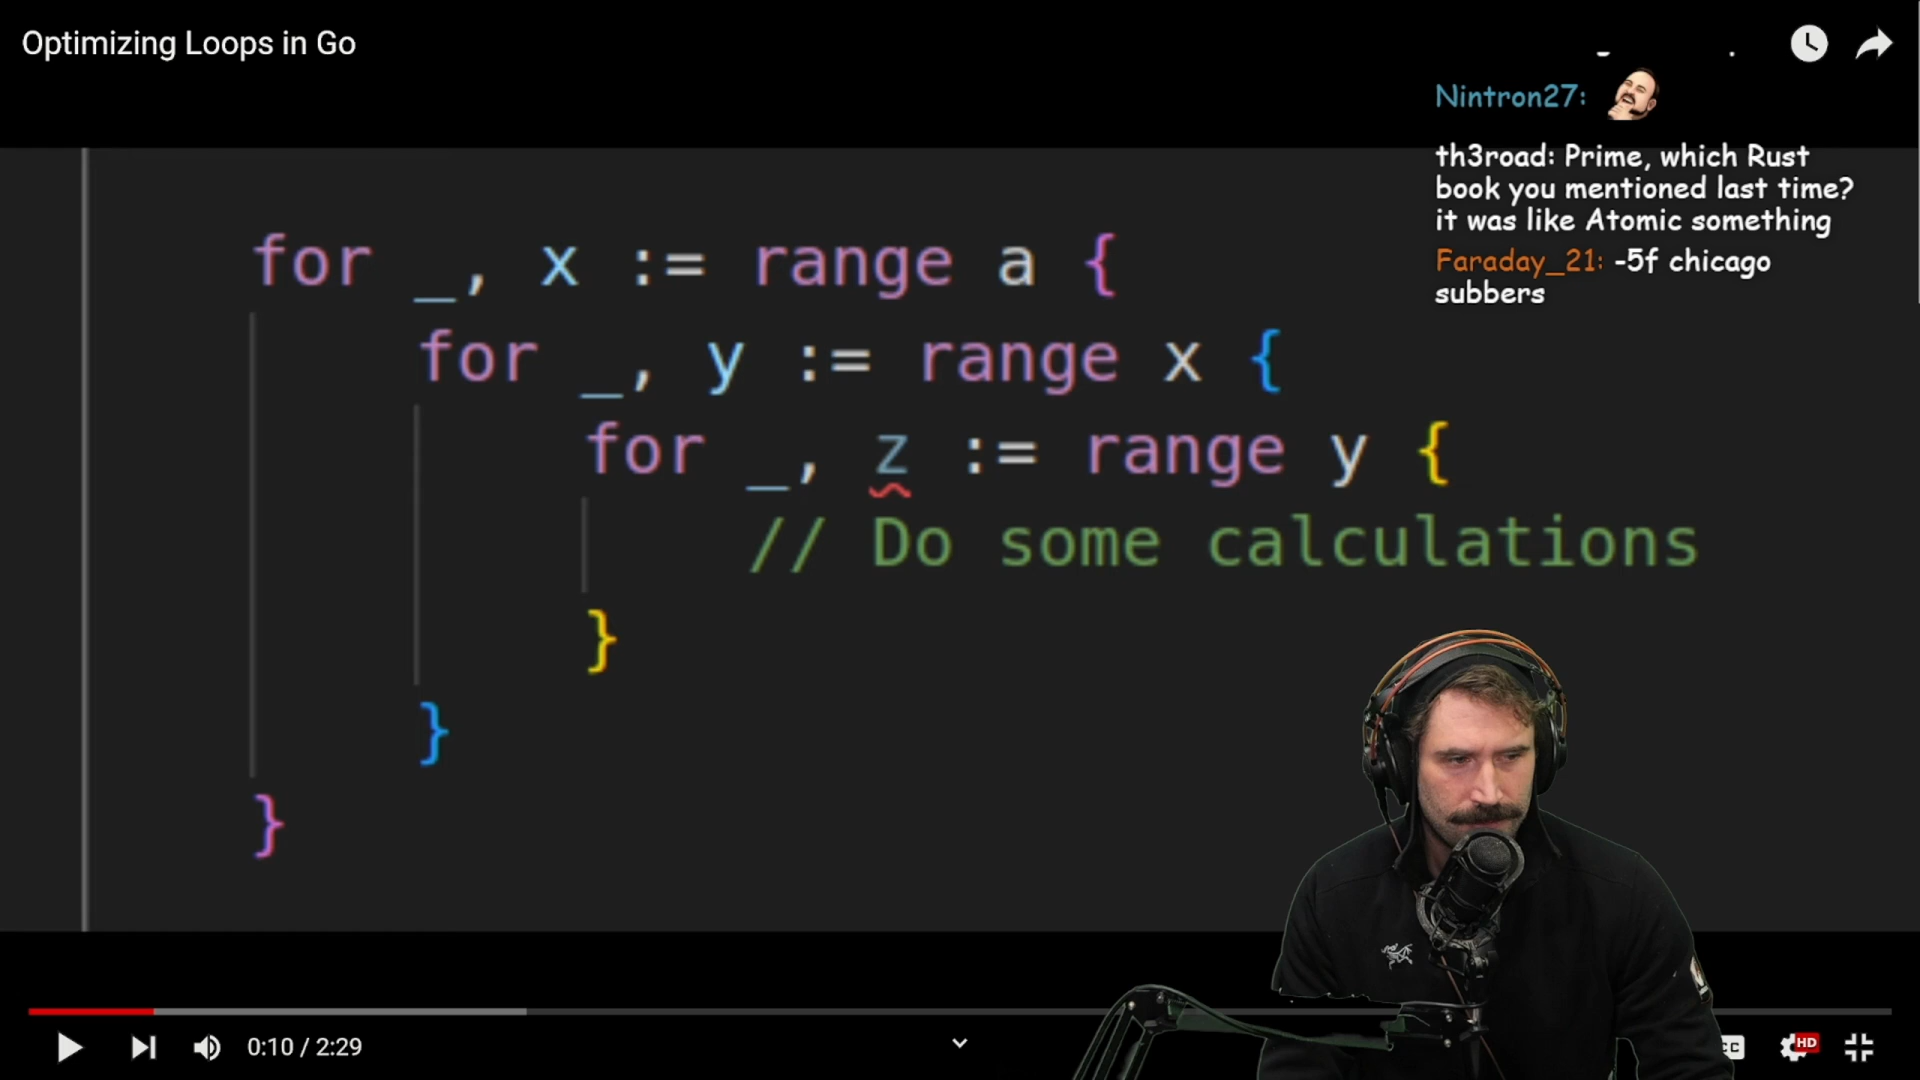 Optimizing Loops in Go
Nintron27:
th3road: Prime, which Rust
book you mentioned last time?
it was like Atomic something
Faraday_21: -5f chicago
subbers
for _, x := range a {
for _, y := range x {
for _, z := range y {
// Do some calculations
}
}
}
0:10 / 2:29
CC
HD